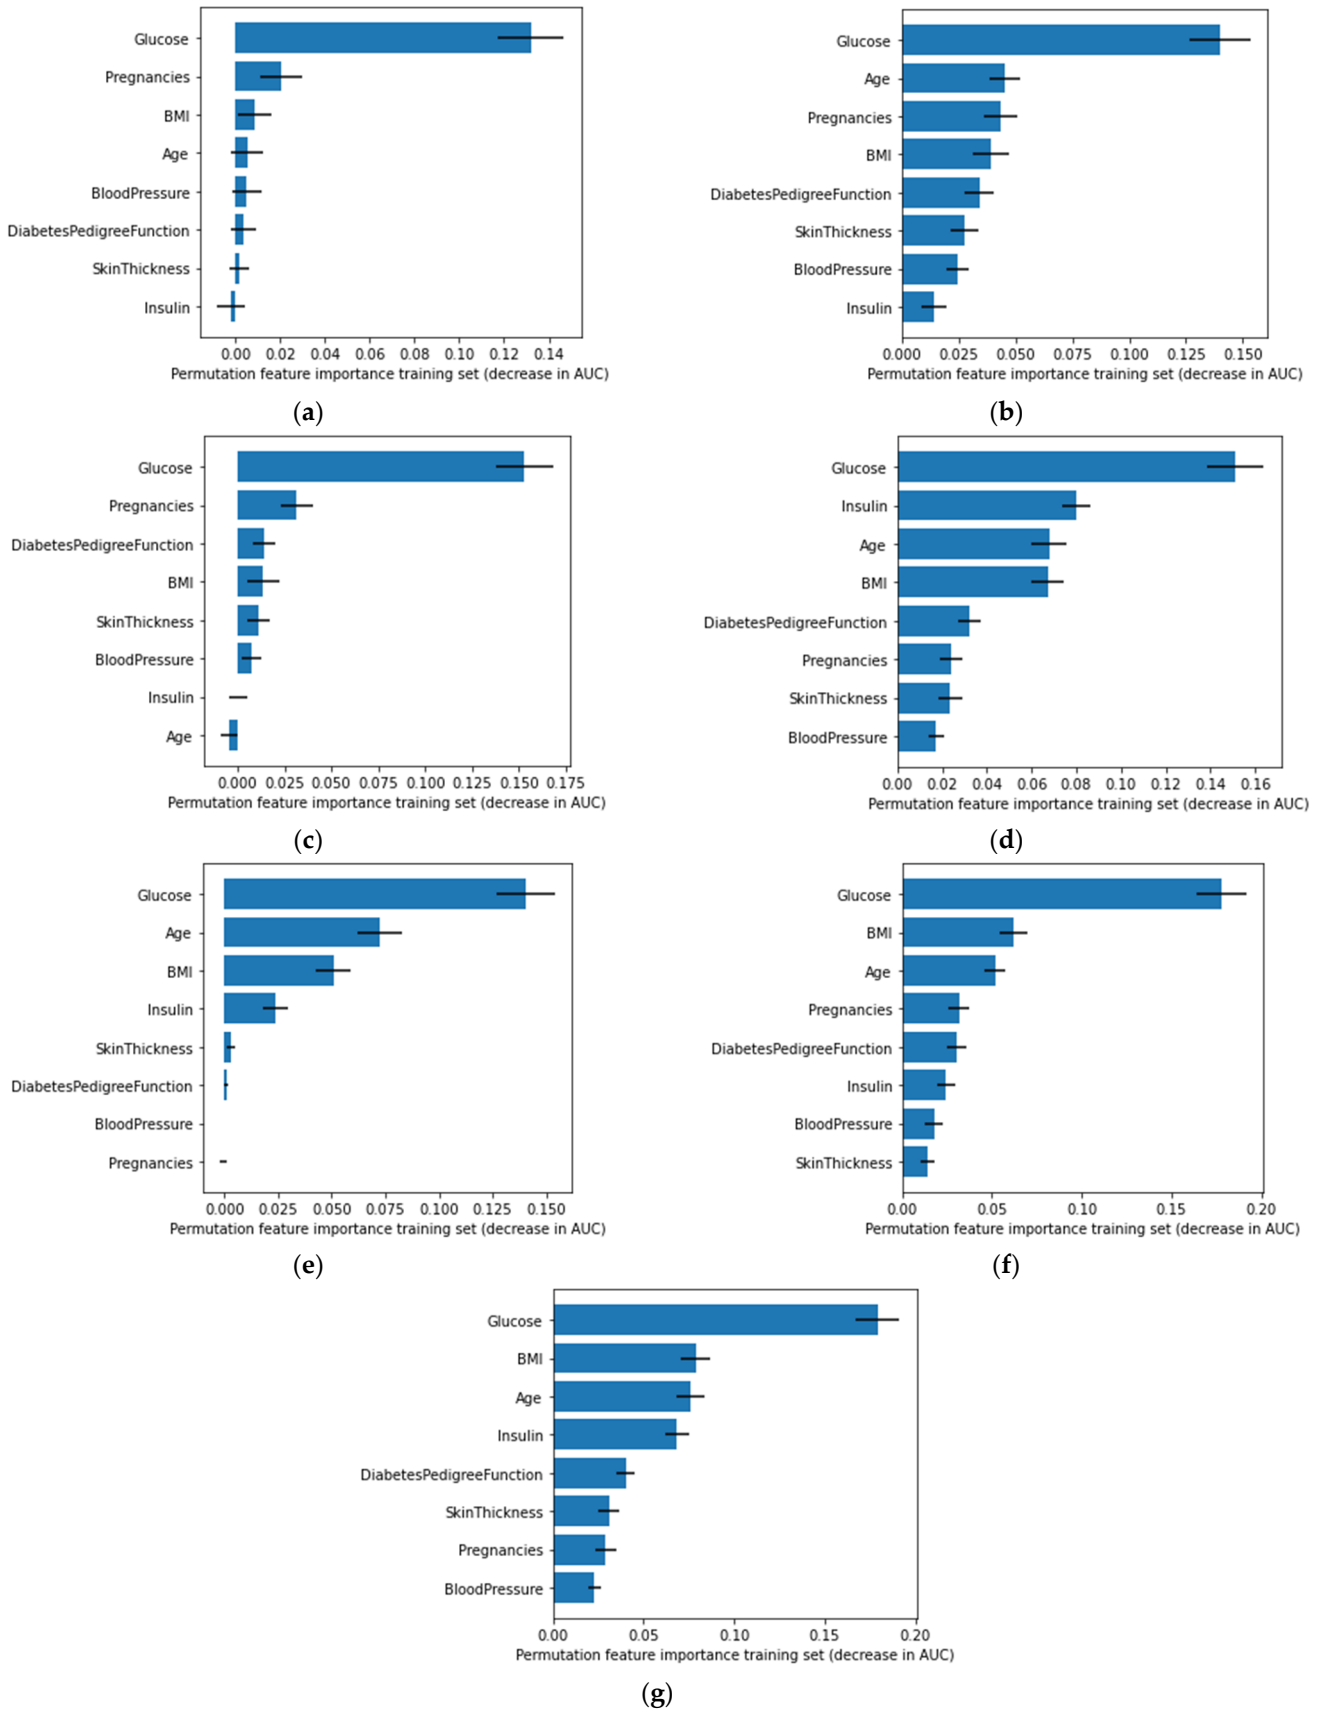 Glucose
Pregnancies
BMI
Age
BloodPressure
DiabetesPedigreeFunction
SkinThickness
Insulin
0.00 0.02 0.04 0.06 0.08 0.10 0.12 0.14
Permutation feature importance training set (decrease in AUC)
(a)
Glucose
Age
Pregnancies
BMI
DiabetesPedigreeFunction
SkinThickness
BloodPressure
Insulin
0.000 0.025 0.050 0.075 0.100 0.125 0.150
Permutation feature importance training set (decrease in AUC)
(b)
Glucose
Pregnancies
DiabetesPedigreeFunction
BMI
SkinThickness
BloodPressure
Insulin
Age
0.000 0.025 0.050 0.075 0.100 0.125 0.150 0.175
Permutation feature importance training set (decrease in AUC)
(c)
Glucose
Insulin
Age
BMI
DiabetesPedigreeFunction
Pregnancies
SkinThickness
BloodPressure
0.00 0.02 0.04 0.06 0.08 0.10 0.12 0.14 0.16
Permutation feature importance training set (decrease in AUC)
(d)
Glucose
Age
BMI
Insulin
SkinThickness
DiabetesPedigreeFunction
BloodPressure
Pregnancies
0.000 0.025 0.050 0.075 0.100 0.125 0.150
Permutation feature importance training set (decrease in AUC)
(e)
Glucose
BMI
Age
Pregnancies
DiabetesPedigreeFunction
Insulin
BloodPressure
SkinThickness
0.00 0.05 0.10 0.15 0.20
Permutation feature importance training set (decrease in AUC)
(f)
Glucose
BMI
Age
Insulin
DiabetesPedigreeFunction
SkinThickness
Pregnancies
BloodPressure
0.00 0.05 0.10 0.15 0.20
Permutation feature importance training set (decrease in AUC)
(g)